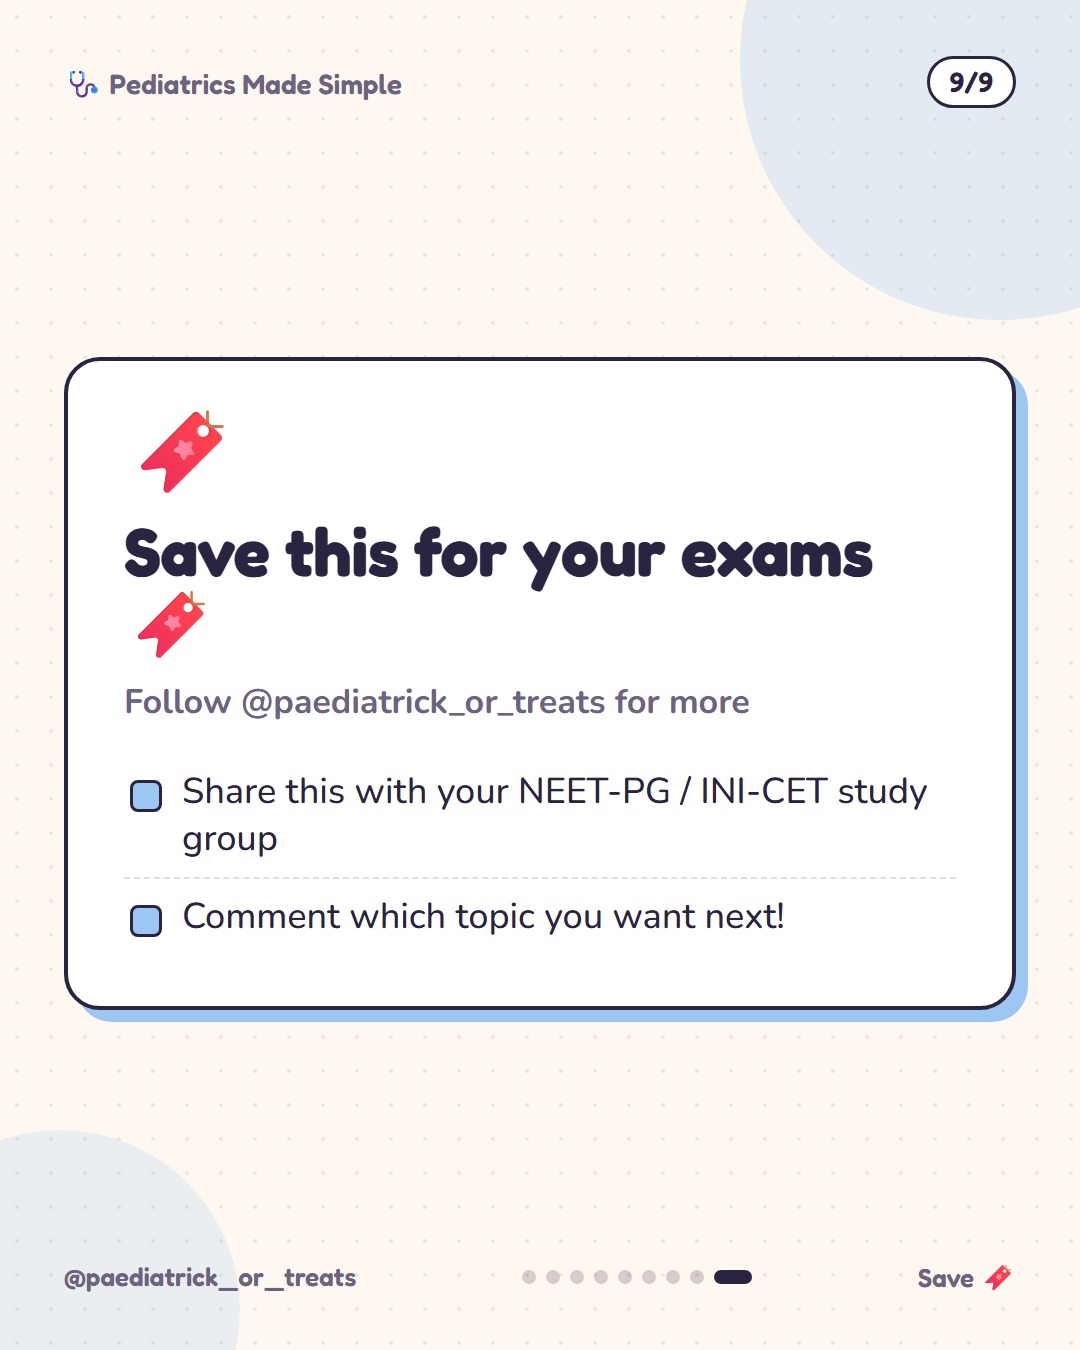 Pediatrics Made Simple
9/9
Save this for your exams
Follow @paediatrick_or_treats for more
Share this with your NEET-PG / INI-CET study
group
Comment which topic you want next!
@paediatrick_or_treats
Save